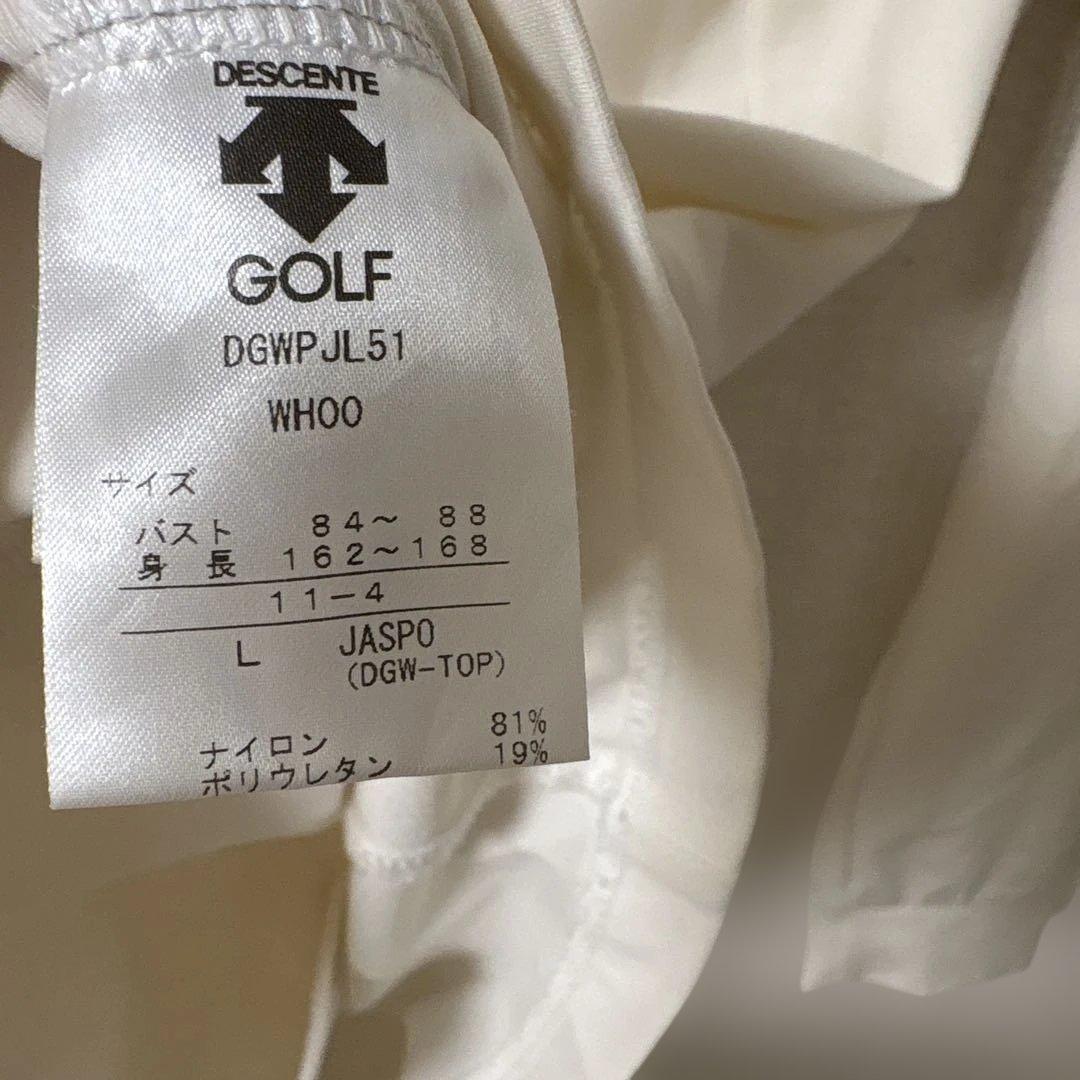 DESCENTE
GOLF
DGWPJL51
WH00
サイズ
バスト 84～ 88
身長 162～168
11-4
L JASPO
(DGW-TOP)
ナイロン 81%
ポリウレタン 19%